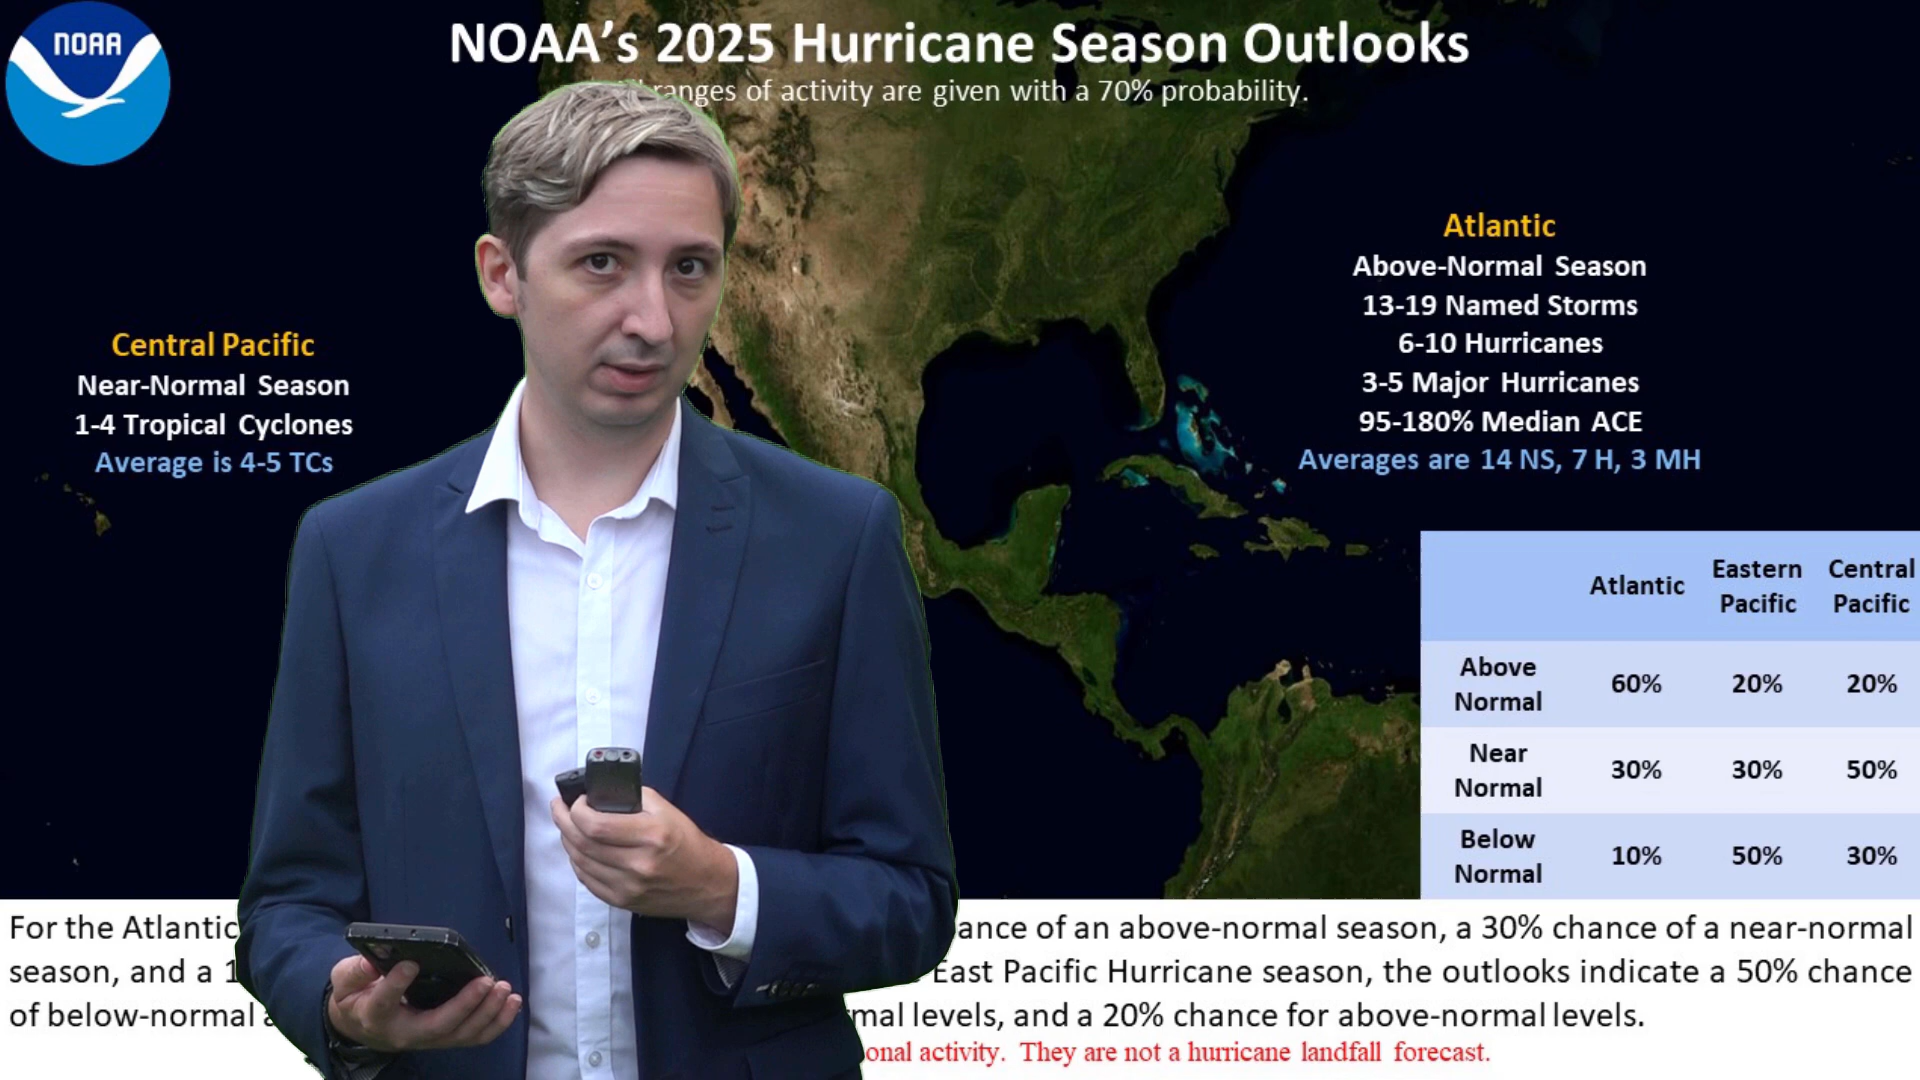 NOAA
NOAA's 2025 Hurricane Season Outlooks
ranges of activity are given with a 70% probability.
Central Pacific
Near-Normal Season
1-4 Tropical Cyclones
Average is 4-5 TCs
Atlantic
Above-Normal Season
13-19 Named Storms
6-10 Hurricanes
3-5 Major Hurricanes
95-180% Median ACE
Averages are 14 NS, 7 H, 3 MH
Atlantic Eastern Pacific Central Pacific
Above Normal 60% 20% 20%
Near Normal 30% 30% 50%
Below Normal 10% 50% 30%
For the Atlantic of an above-normal season, a 30% chance of a near-normal
season, and a East Pacific Hurricane season, the outlooks indicate a 50% chance
of below-normal levels, and a 20% chance for above-normal levels.
activity. They are not a hurricane landfall forecast.